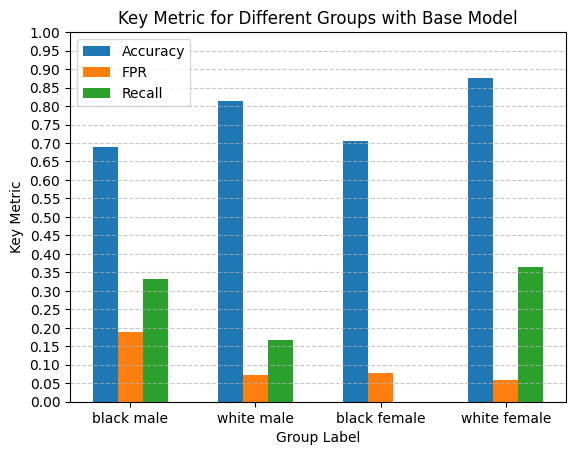 Key Metric for Different Groups with Base Model
Key Metric
1.00
0.95
0.90
0.85
0.80
0.75
0.70
0.65
0.60
0.55
0.50
0.45
0.40
0.35
0.30
0.25
0.20
0.15
0.10
0.05
0.00
Accuracy
FPR
Recall
black male
white male
black female
white female
Group Label